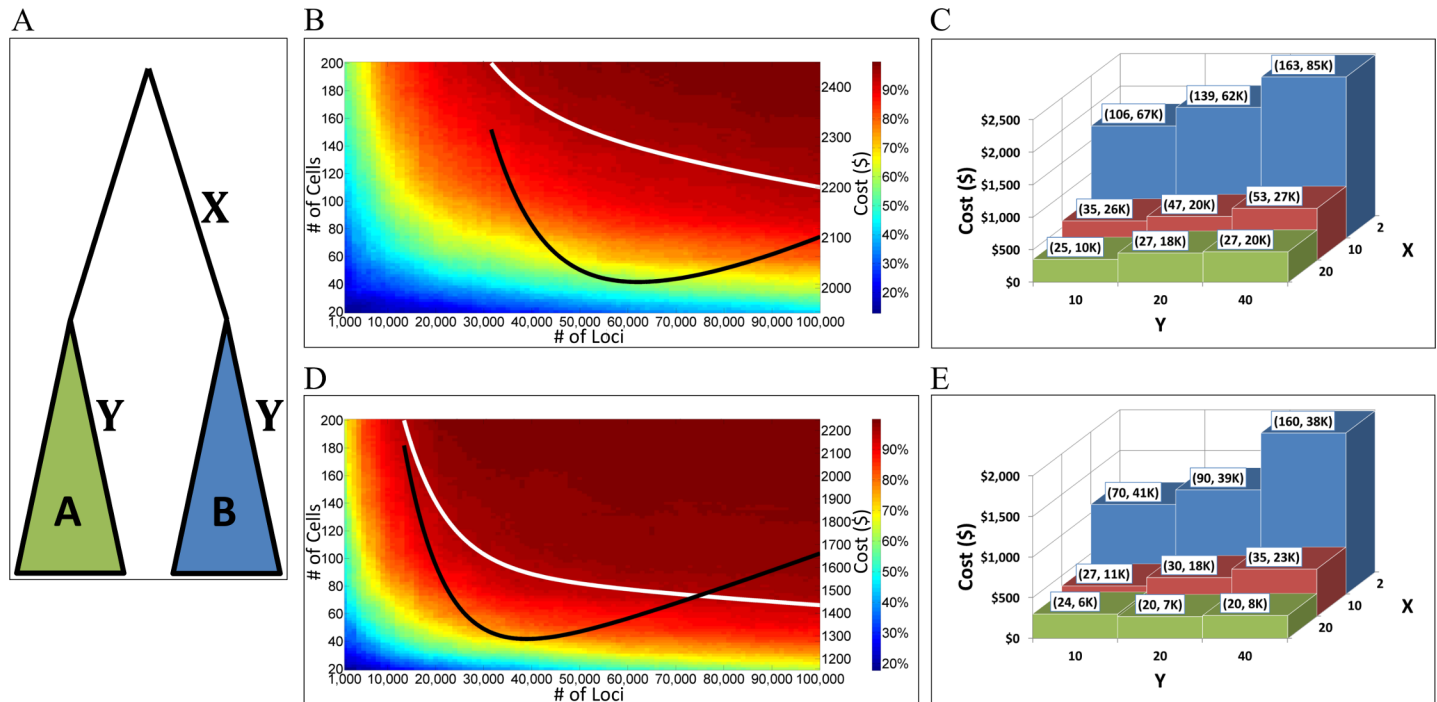 A
X
Y
Y
A
B
B
# of Cells
200
180
160
140
120
100
80
60
40
20
1,000 10,000 20,000 30,000 40,000 50,000 60,000 70,000 80,000 90,000 100,000
# of Loci
2400
2300
2200
2100
2000
Cost ($)
90%
80%
70%
60%
50%
40%
30%
20%
C
Cost ($)
$2,500
$2,000
$1,500
$1,000
$500
$0
(106, 67K) (139, 62K) (163, 85K)
(35, 26K) (47, 20K) (53, 27K)
(25, 10K) (27, 18K) (27, 20K)
10 20 40
Y
2
10
20
X
D
# of Cells
200
180
160
140
120
100
80
60
40
20
1,000 10,000 20,000 30,000 40,000 50,000 60,000 70,000 80,000 90,000 100,000
# of Loci
2200
2100
2000
1900
1800
1700
1600
1500
1400
1300
1200
Cost ($)
90%
80%
70%
60%
50%
40%
30%
20%
E
Cost ($)
$2,000
$1,500
$1,000
$500
$0
(70, 41K) (90, 39K) (160, 38K)
(27, 11K) (30, 18K) (35, 23K)
(24, 6K) (20, 7K) (20, 8K)
10 20 40
Y
2
10
20
X